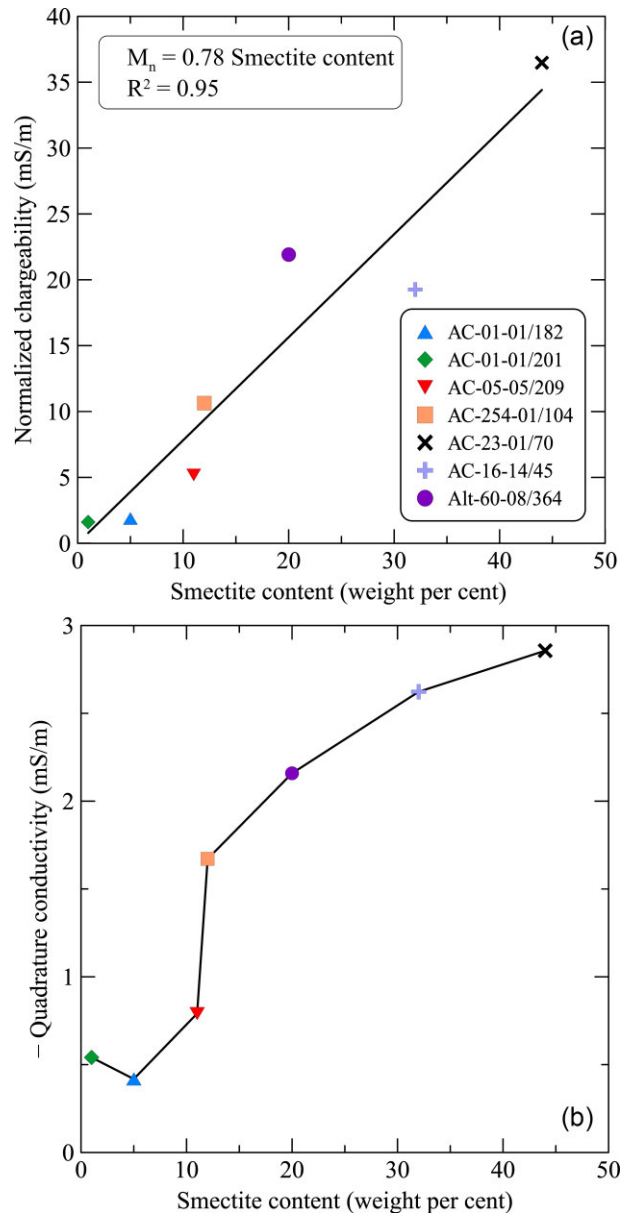 (a)
Mₙ = 0.78 Smectite content
R² = 0.95
Normalized chargeability (mS/m)
40
35
30
25
20
15
10
5
0
AC-01-01/182
AC-01-01/201
AC-05-05/209
AC-254-01/104
AC-23-01/70
AC-16-14/45
Alt-60-08/364
0 10 20 30 40 50
Smectite content (weight per cent)
− Quadrature conductivity (mS/m)
3
2
1
0
(b)
0 10 20 30 40 50
Smectite content (weight per cent)